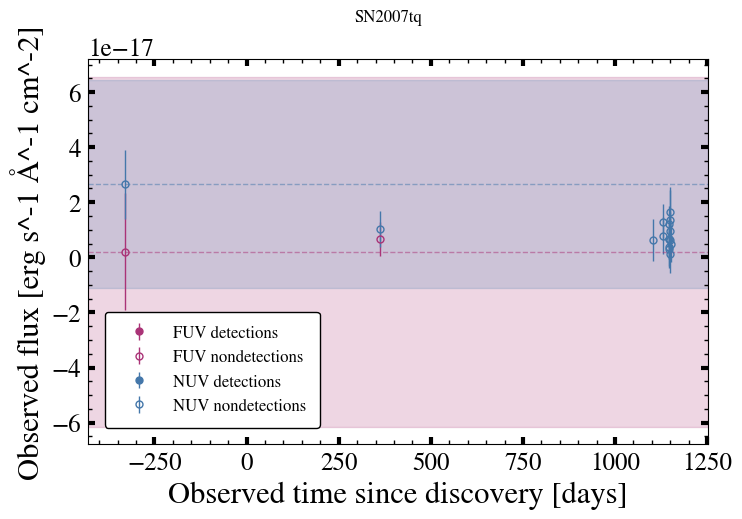 SN2007tq
1e−17
Observed flux [erg s^-1 Å^-1 cm^-2]
6
4
2
0
−2
−4
−6
FUV detections
FUV nondetections
NUV detections
NUV nondetections
−250 0 250 500 750 1000 1250
Observed time since discovery [days]